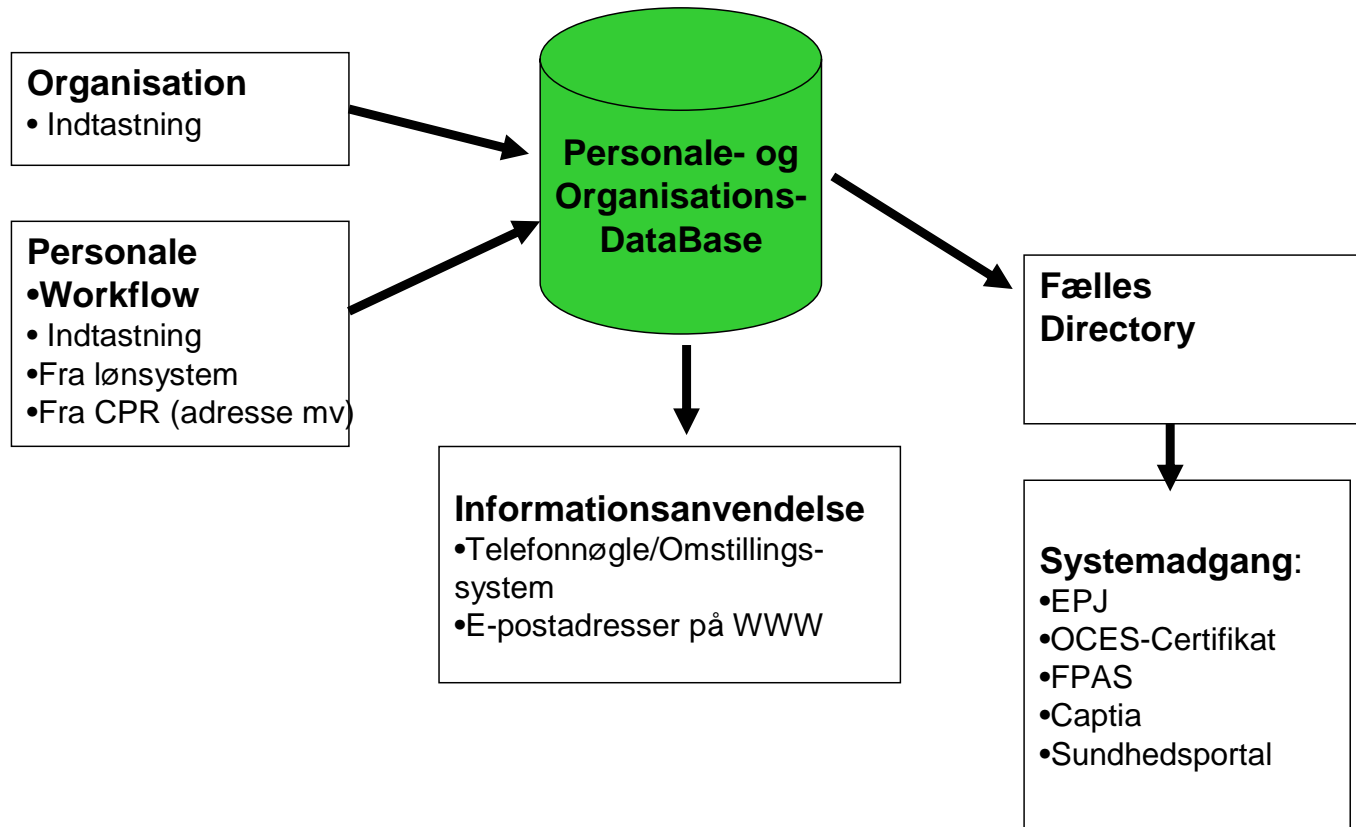 Organisation
• Indtastning
Personale
•Workflow
• Indtastning
•Fra lønsystem
•Fra CPR (adresse mv)
Personale- og
Organisations-
DataBase
Informationsanvendelse
•Telefonnøgle/Omstillings-
system
•E-postadresser på WWW
Fælles
Directory
Systemadgang:
•EPJ
•OCES-Certifikat
•FPAS
•Captia
•Sundhedsportal